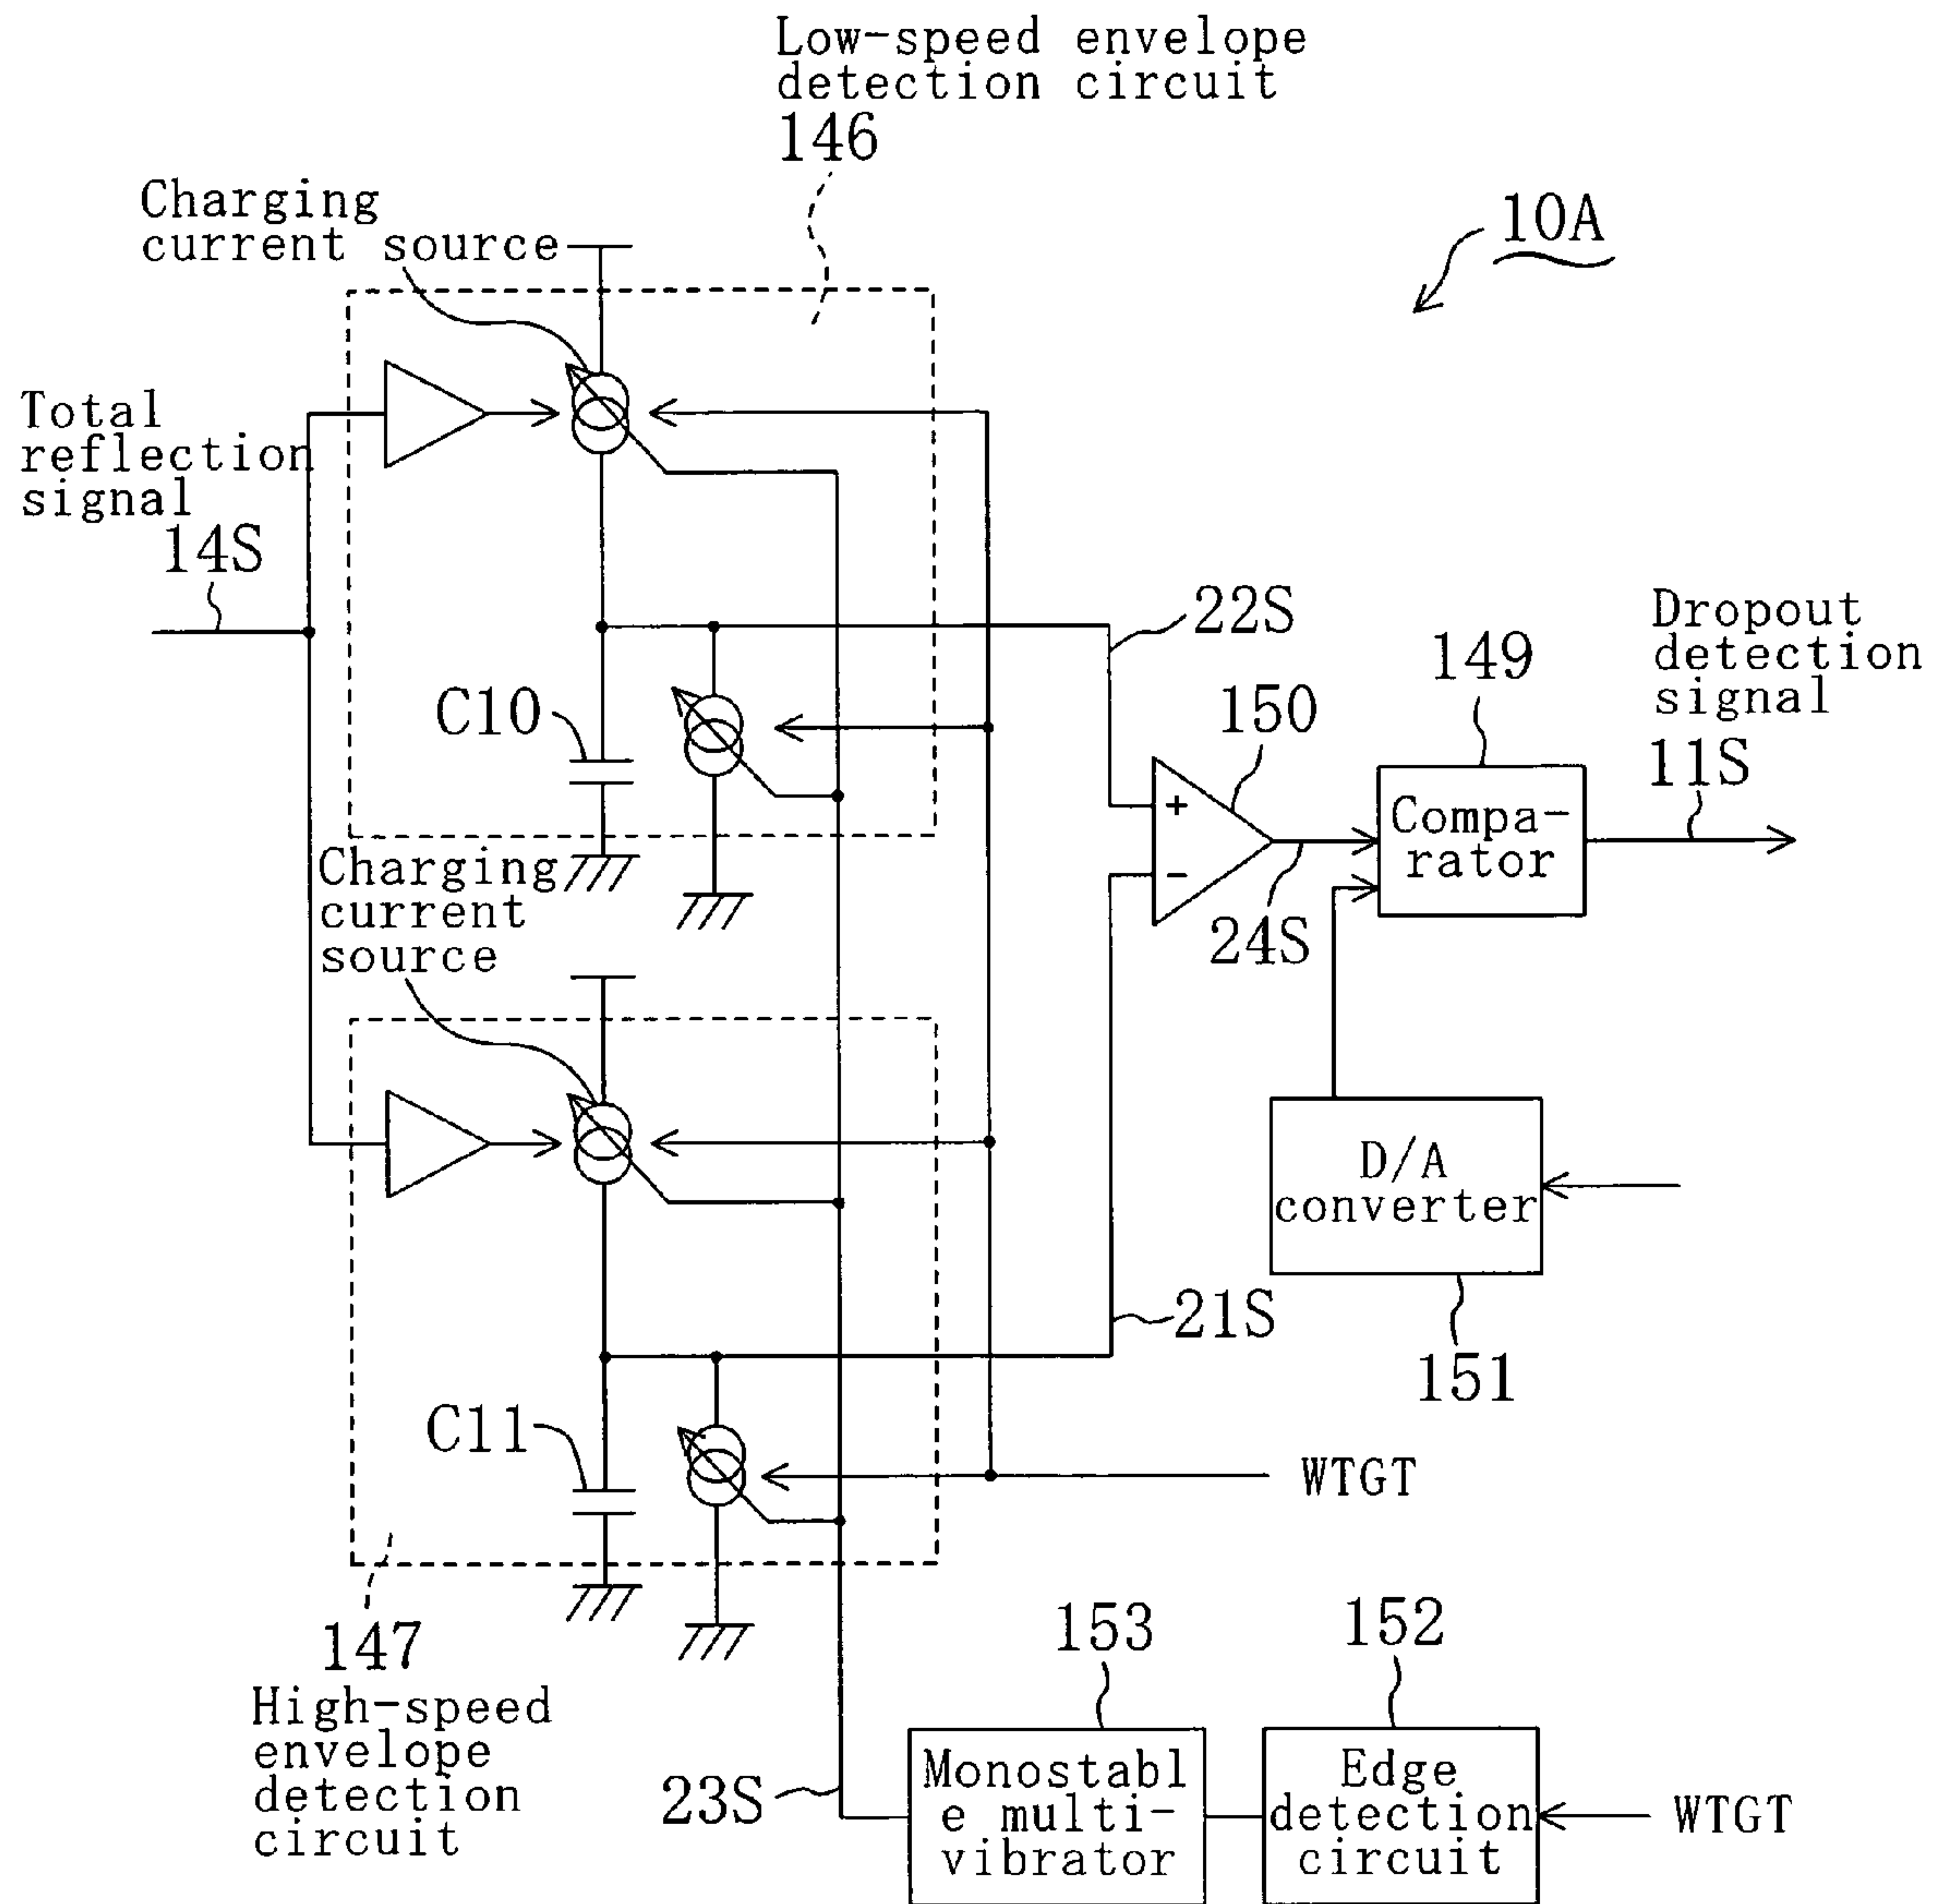 Low-speed envelope
detection circuit
146
Charging
current source
10A
Total
reflection
signal
14S
22S
Dropout
detection
signal
11S
149
150
C10
+
−
Compa-
rator
24S
Charging
current
source
D/A
converter
151
21S
C11
WTGT
147
High-speed
envelope
detection
circuit
153
152
23S
Monostabl
e multi-
vibrator
Edge
detection
circuit
WTGT